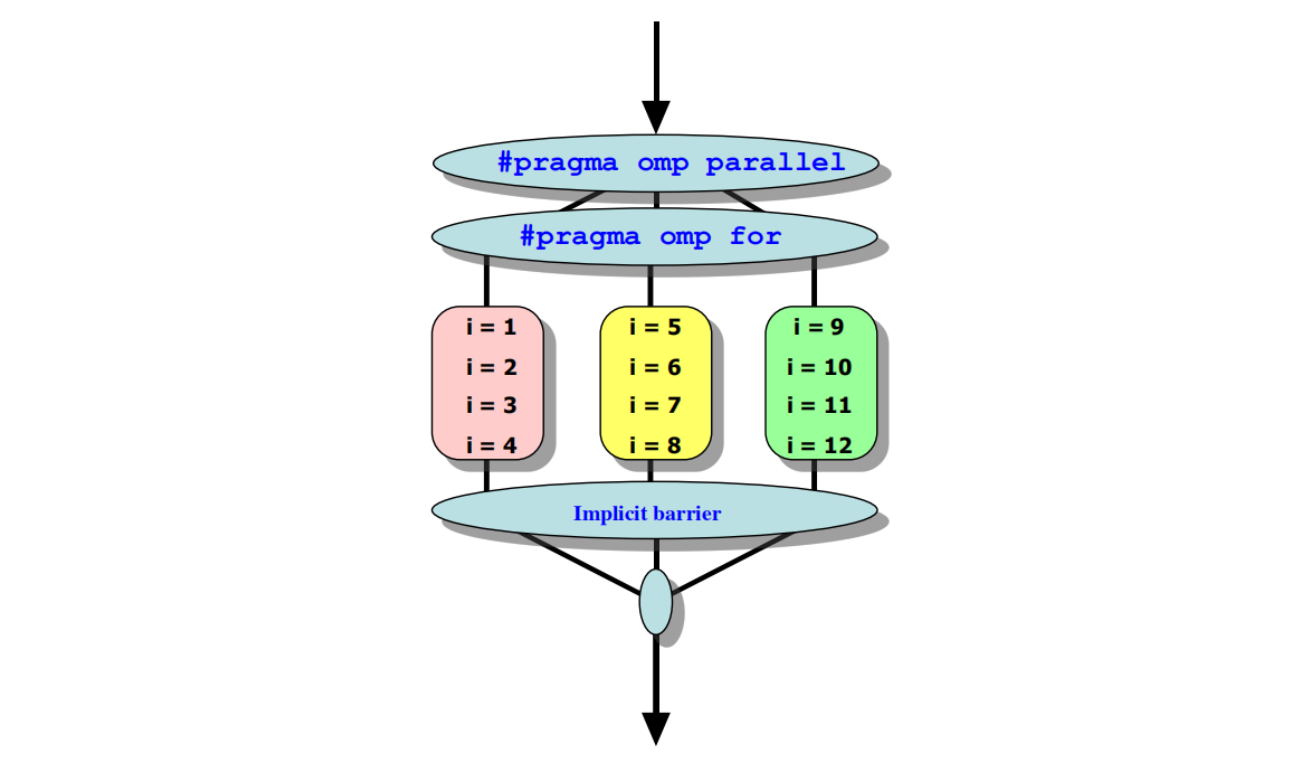 #pragma omp parallel
#pragma omp for
i = 1
i = 2
i = 3
i = 4
i = 5
i = 6
i = 7
i = 8
i = 9
i = 10
i = 11
i = 12
Implicit barrier